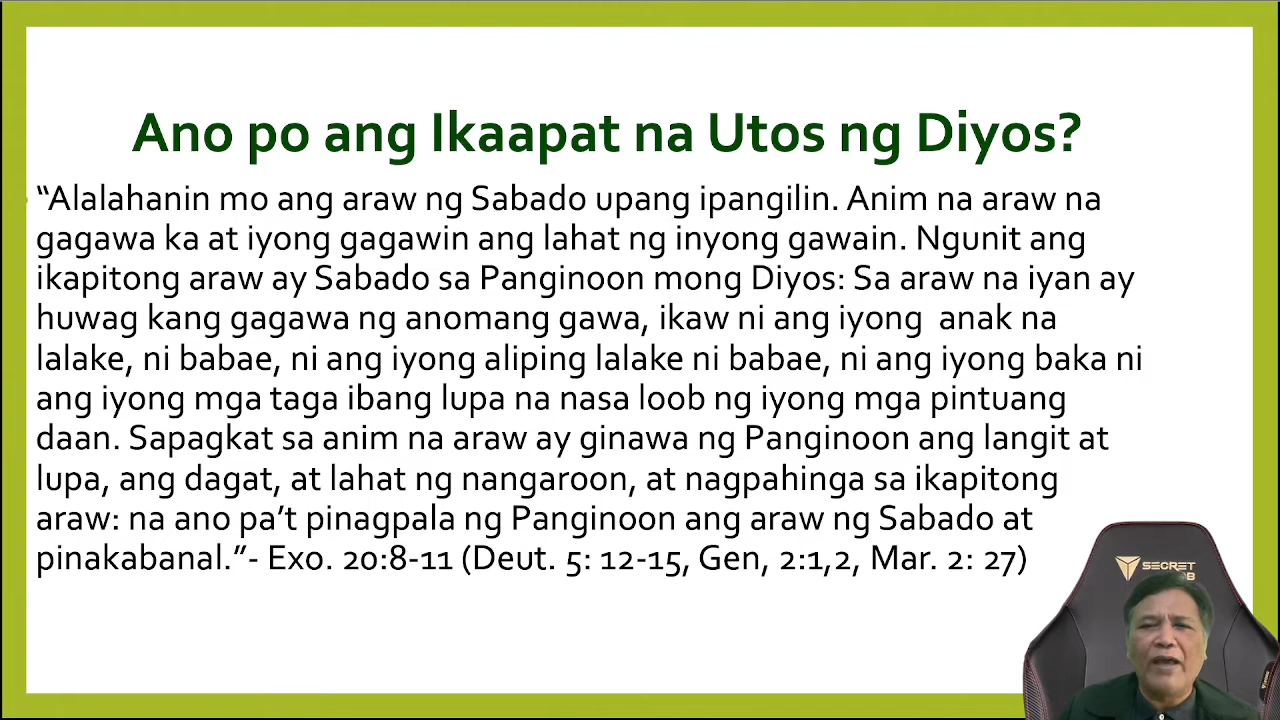 Ano po ang Ikaapat na Utos ng Diyos?
“Alalahanin mo ang araw ng Sabado upang ipangilin. Anim na araw na
gagawa ka at iyong gagawin ang lahat ng inyong gawain. Ngunit ang
ikapitong araw ay Sabado sa Panginoon mong Diyos: Sa araw na iyan ay
huwag kang gagawa ng anomang gawa, ikaw ni ang iyong anak na
lalake, ni babae, ni ang iyong aliping lalake ni babae, ni ang iyong baka ni
ang iyong mga taga ibang lupa na nasa loob ng iyong mga pintuang
daan. Sapagkat sa anim na araw ay ginawa ng Panginoon ang langit at
lupa, ang dagat, at lahat ng nangaroon, at nagpahinga sa ikapitong
araw: na ano pa’t pinagpala ng Panginoon ang araw ng Sabado at
pinakabanal.”- Exo. 20:8-11 (Deut. 5: 12-15, Gen, 2:1,2, Mar. 2: 27)
SECRET